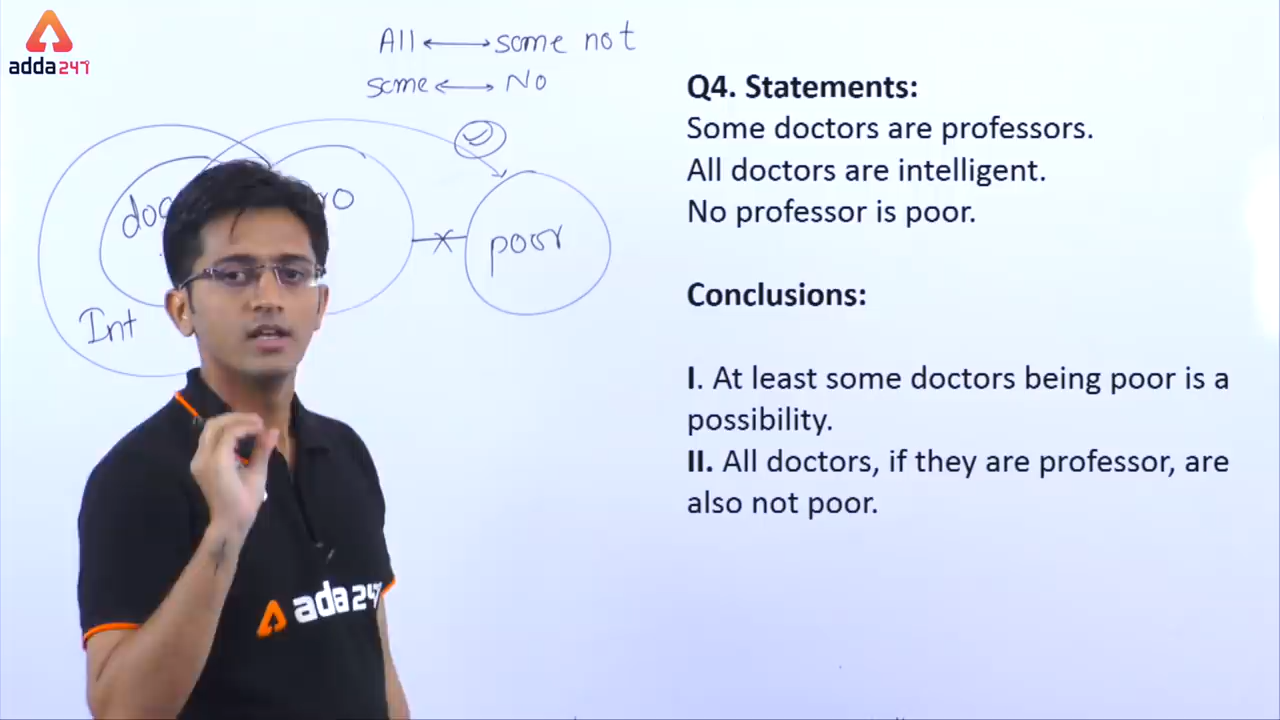 adda247
All ⟷ some not
some ⟷ No
Int
poor
Q4. Statements:
Some doctors are professors.
All doctors are intelligent.
No professor is poor.
Conclusions:
I. At least some doctors being poor is a
possibility.
II. All doctors, if they are professor, are
also not poor.
adda247